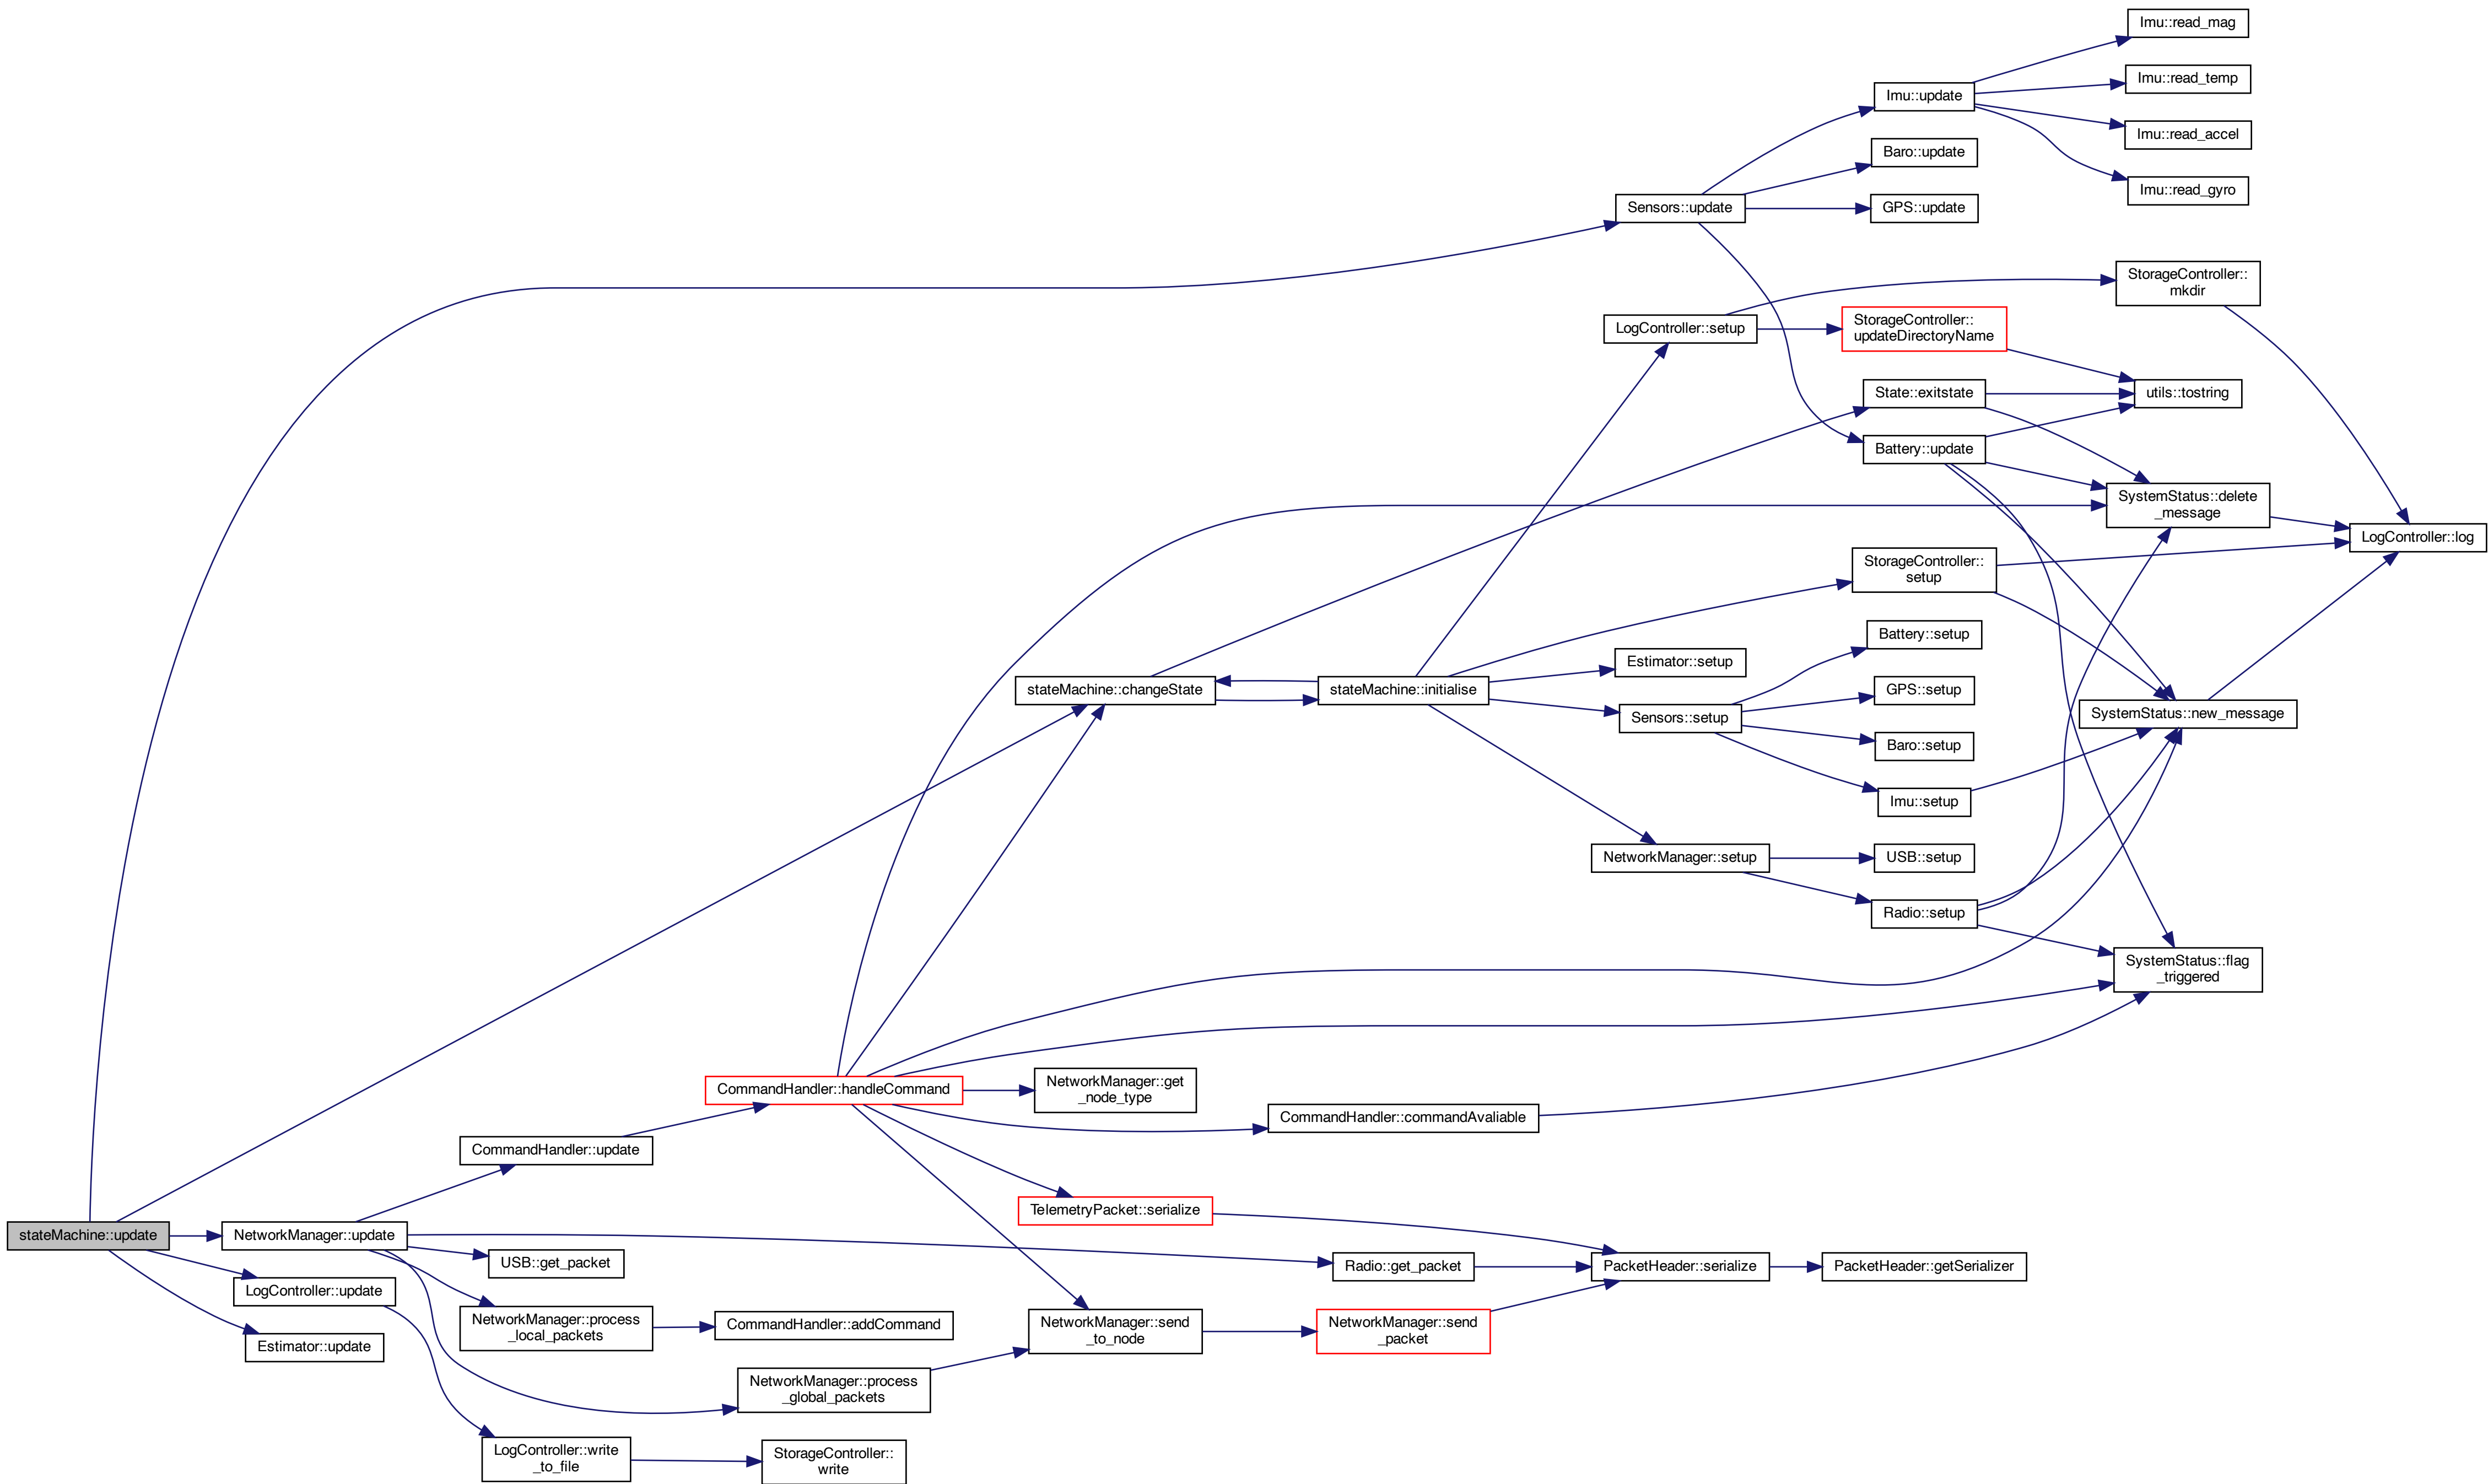 Imu::read_mag
Imu::read_temp
Imu::update
Imu::read_accel
Baro::update
Imu::read_gyro
Sensors::update
GPS::update
StorageController::
mkdir
LogController::setup
StorageController::
updateDirectoryName
State::exitstate
utils::tostring
Battery::update
SystemStatus::delete
_message
LogController::log
StorageController::
setup
Battery::setup
Estimator::setup
stateMachine::changeState
stateMachine::initialise
GPS::setup
Sensors::setup
SystemStatus::new_message
Baro::setup
Imu::setup
NetworkManager::setup
USB::setup
Radio::setup
SystemStatus::flag
_triggered
CommandHandler::handleCommand
NetworkManager::get
_node_type
CommandHandler::commandAvaliable
CommandHandler::update
TelemetryPacket::serialize
stateMachine::update
NetworkManager::update
USB::get_packet
Radio::get_packet
PacketHeader::serialize
PacketHeader::getSerializer
LogController::update
NetworkManager::process
_local_packets
CommandHandler::addCommand
NetworkManager::send
_to_node
NetworkManager::send
_packet
Estimator::update
NetworkManager::process
_global_packets
LogController::write
_to_file
StorageController::
write